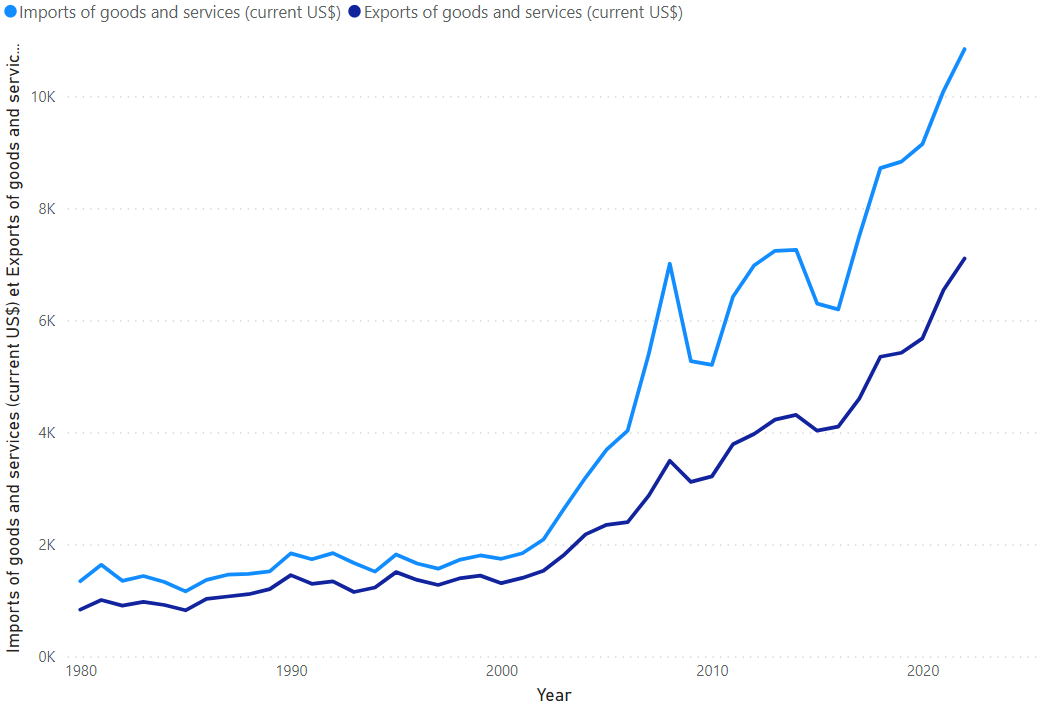 Imports of goods and services (current US$) Exports of goods and services (current US$)
Imports of goods and services (current US$) et Exports of goods and servic...
10K
8K
6K
4K
2K
0K
1980 1990 2000 2010 2020
Year